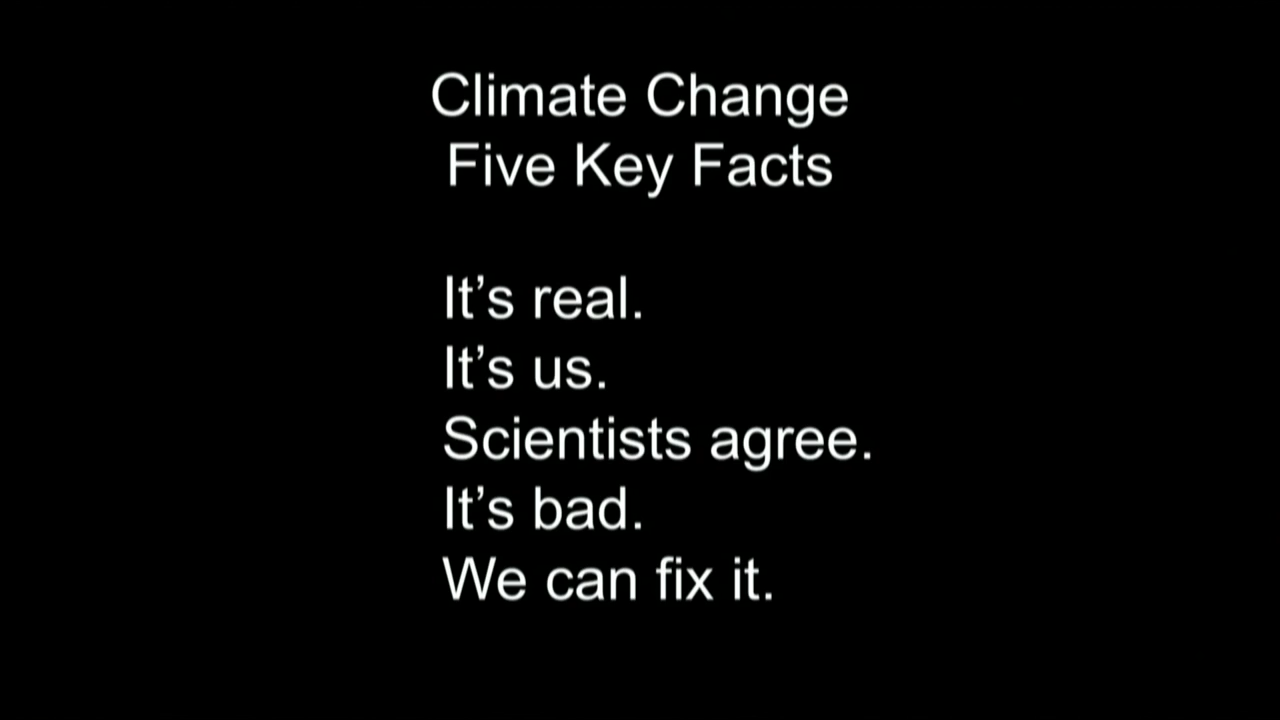 Climate Change
Five Key Facts
It’s real.
It’s us.
Scientists agree.
It’s bad.
We can fix it.